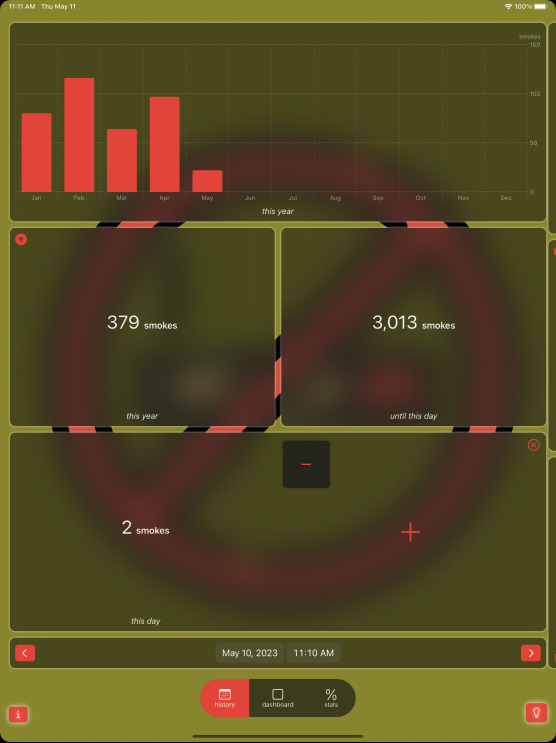 11:11 AM Thu May 11
100%
smokes
150
100
50
0
Jan Feb Mar Apr May Jun Jul Aug Sep Oct Nov Dec
this year
379 smokes
3,013 smokes
this year
until this day
2 smokes
this day
May 10, 2023 11:10 AM
history dashboard stats